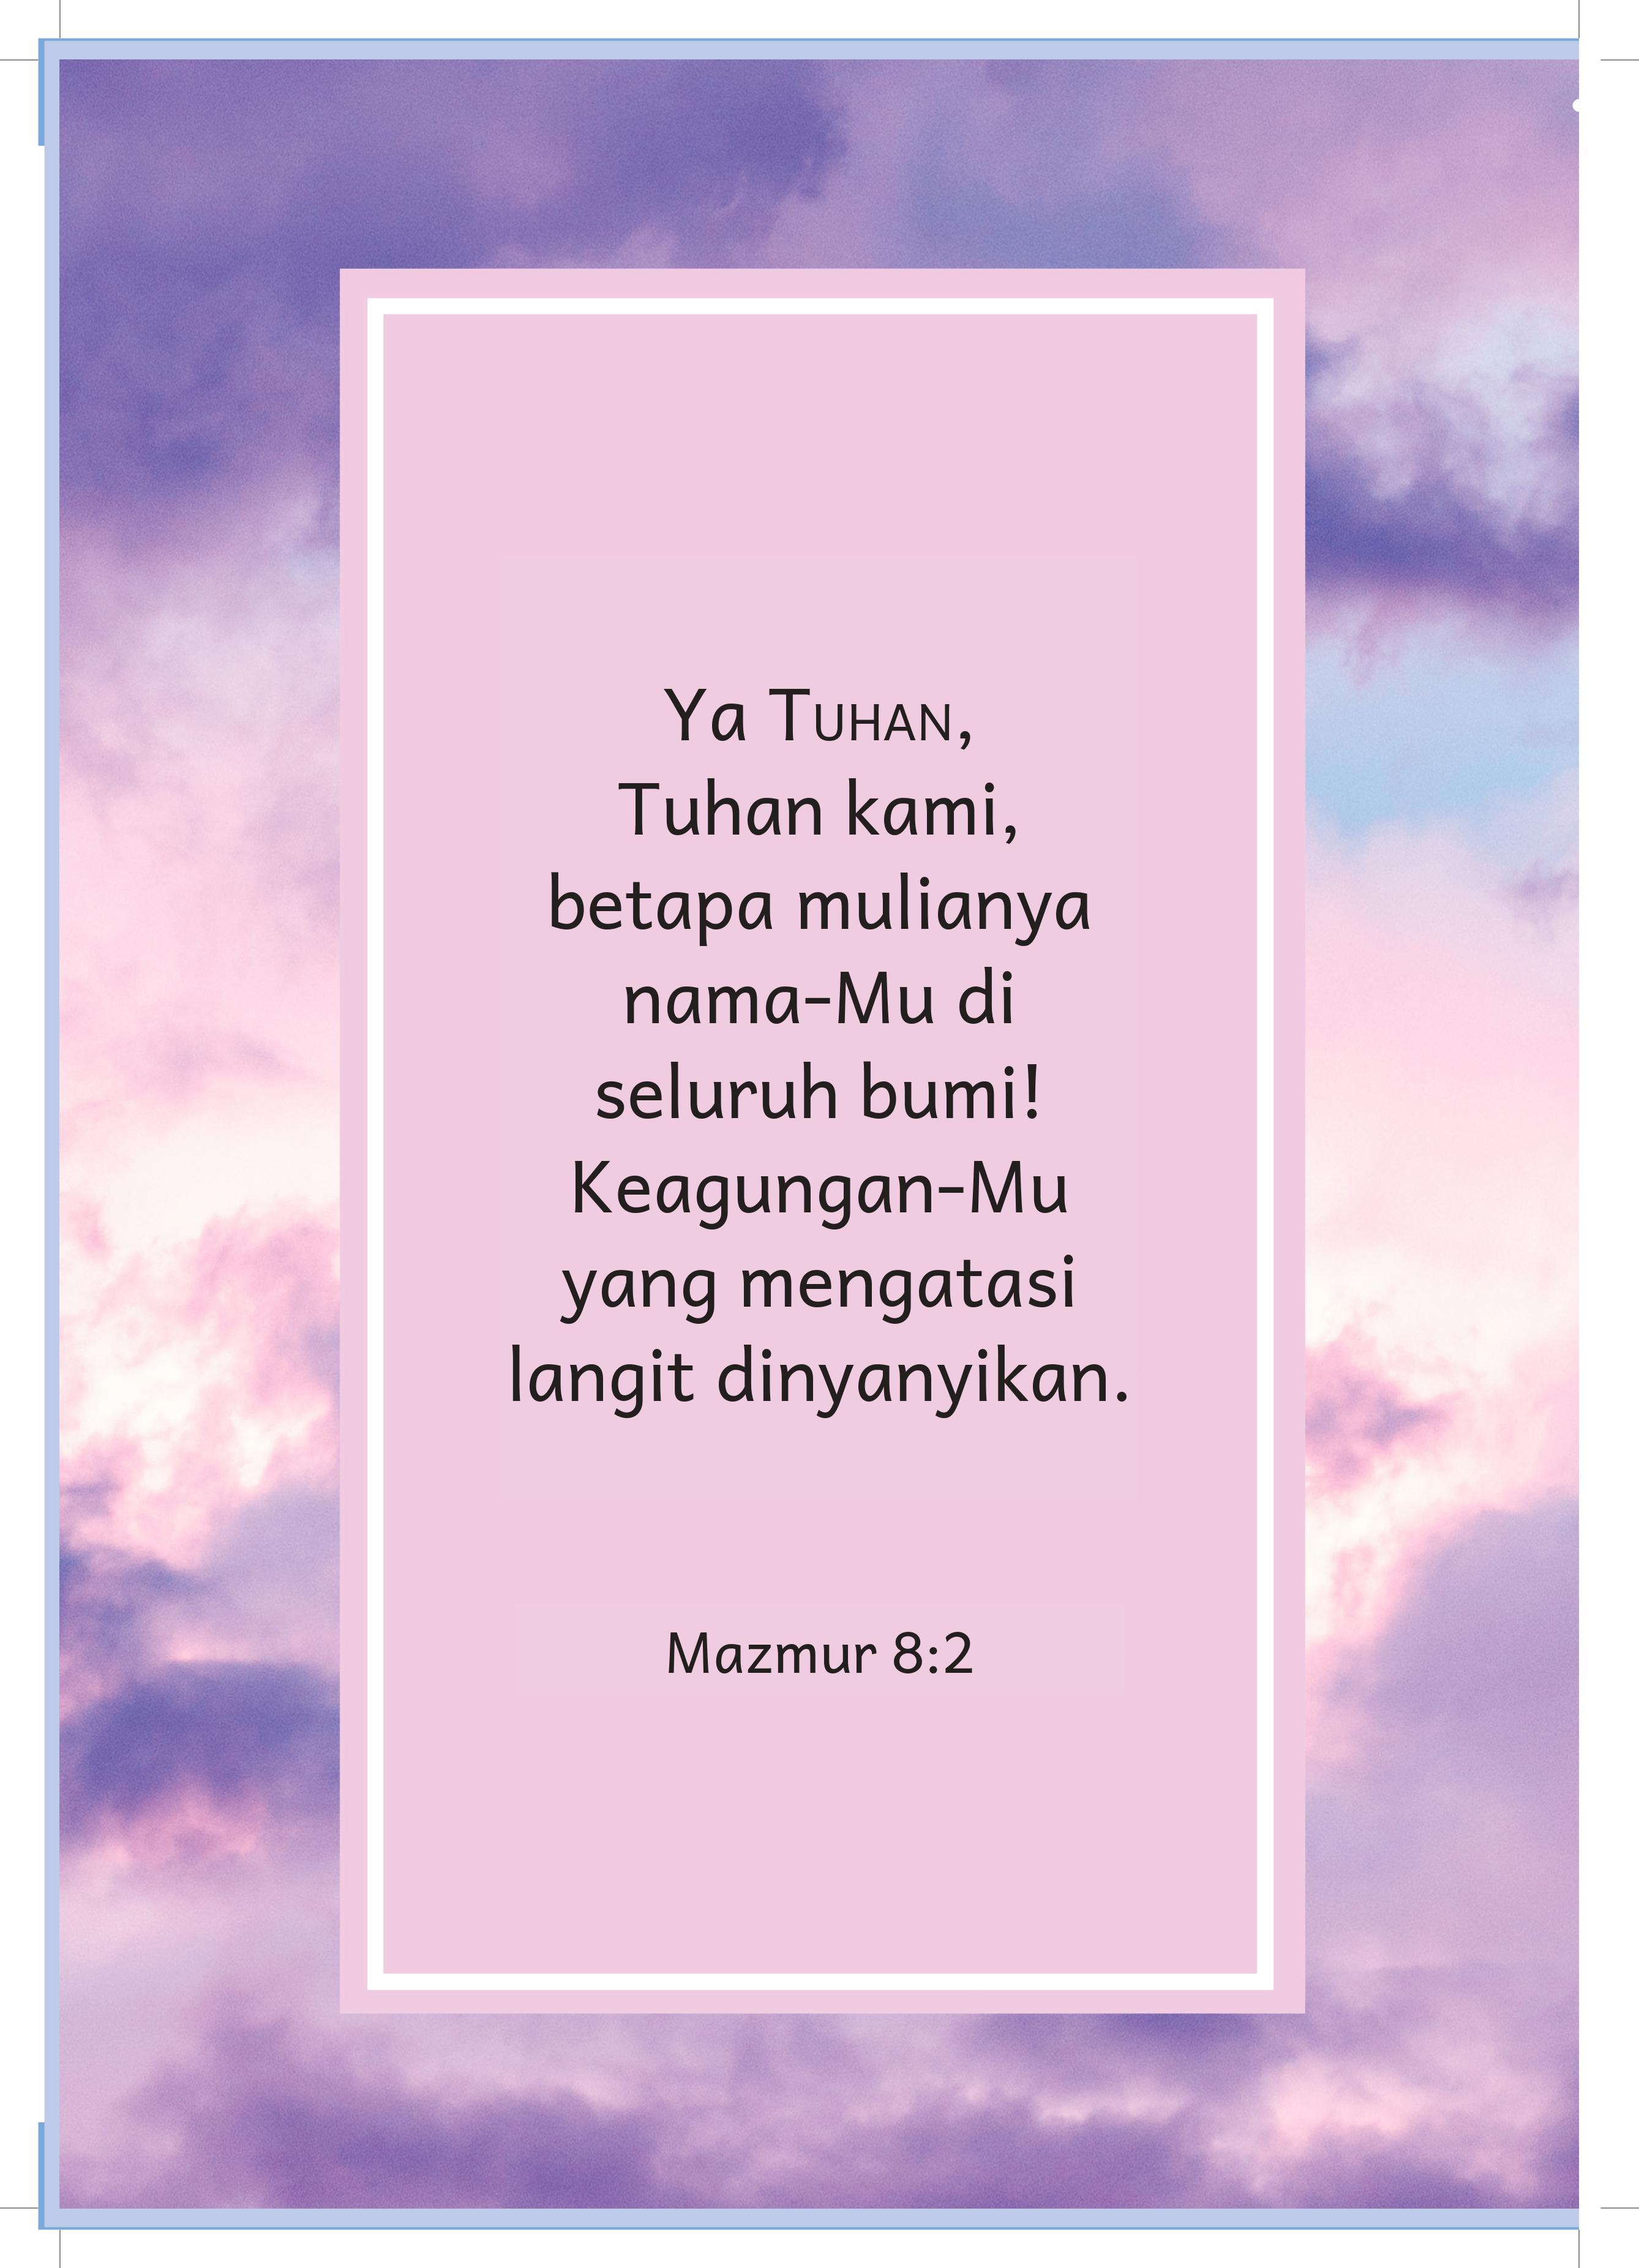 Ya TUHAN,
Tuhan kami,
betapa mulianya
nama-Mu di
seluruh bumi!
Keagungan-Mu
yang mengatasi
langit dinyanyikan.
Mazmur 8:2